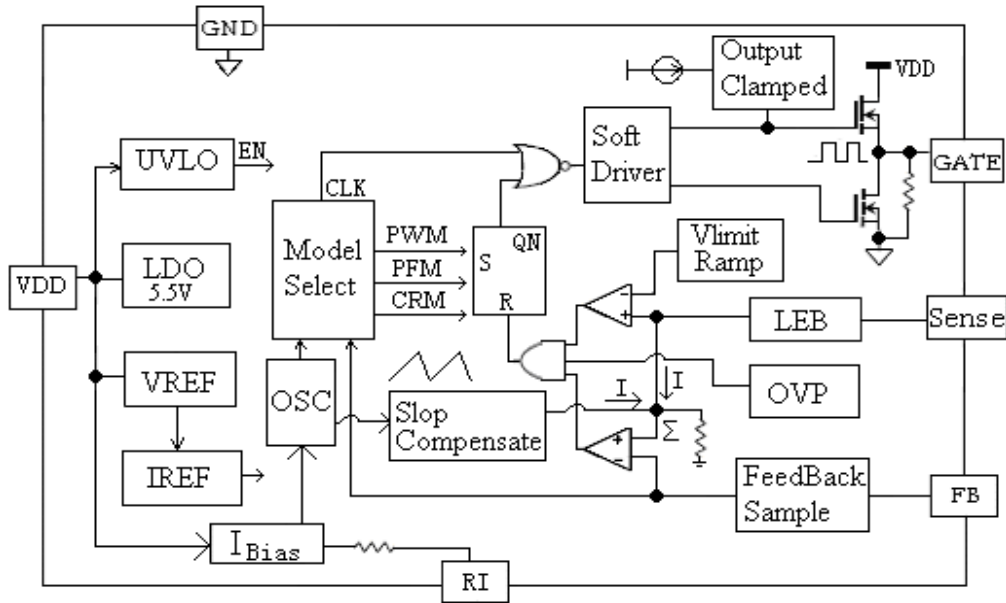 GND
Output
Clamped
VDD
UVLO
EN
Soft
Driver
GATE
CLK
Model
Select
PWM
PFM
CRM
QN
S
R
Vlimit
Ramp
VDD
LDO
5.5V
LEB
Sense
VREF
OSC
Slop
Compensate
I
I
Σ
OVP
IREF
FeedBack
Sample
FB
I Bias
RI